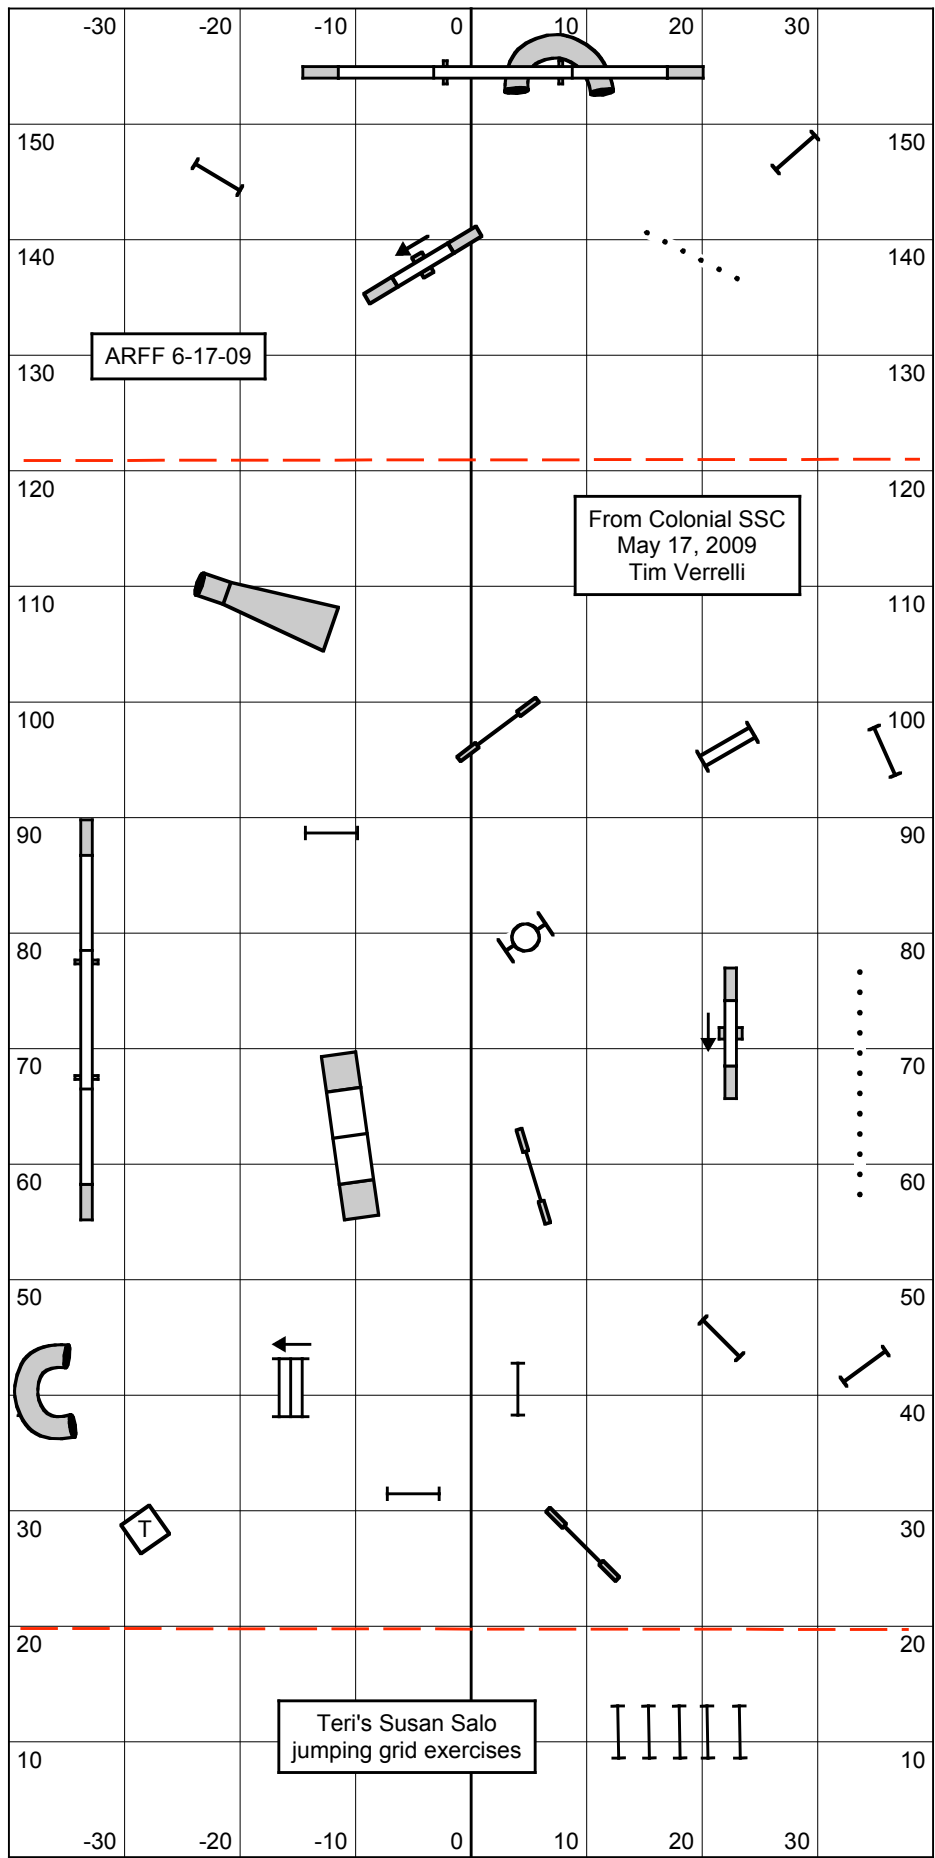 -30 -20 -10 0 10 20 30
150
140
140
ARFF 6-17-09
130 130
120 120
From Colonial SSC
May 17, 2009
Tim Verrelli
110 110
100 100
90 90
80 80
70 70
60 60
50 50
40 40
30 T 30
20 20
Teri's Susan Salo
jumping grid exercises
10 10
-30 -20 -10 0 10 20 30